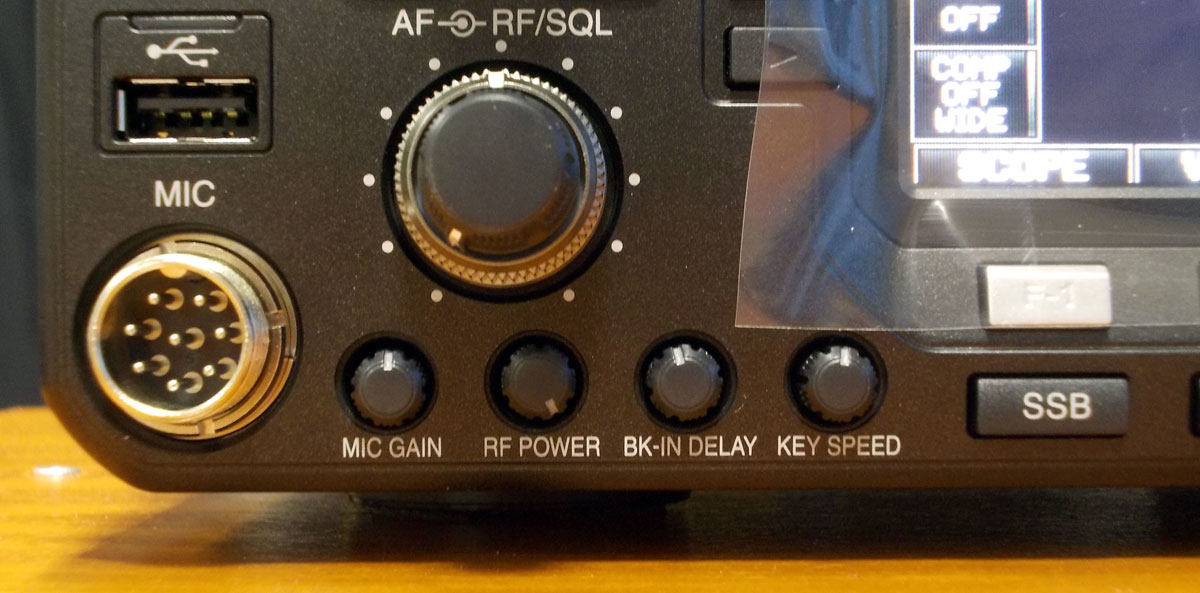 AF RF/SQL
MIC
OFF
COMP
OFF
WIDE
SCOPE
F-1
MIC GAIN
RF POWER
BK-IN DELAY
KEY SPEED
SSB